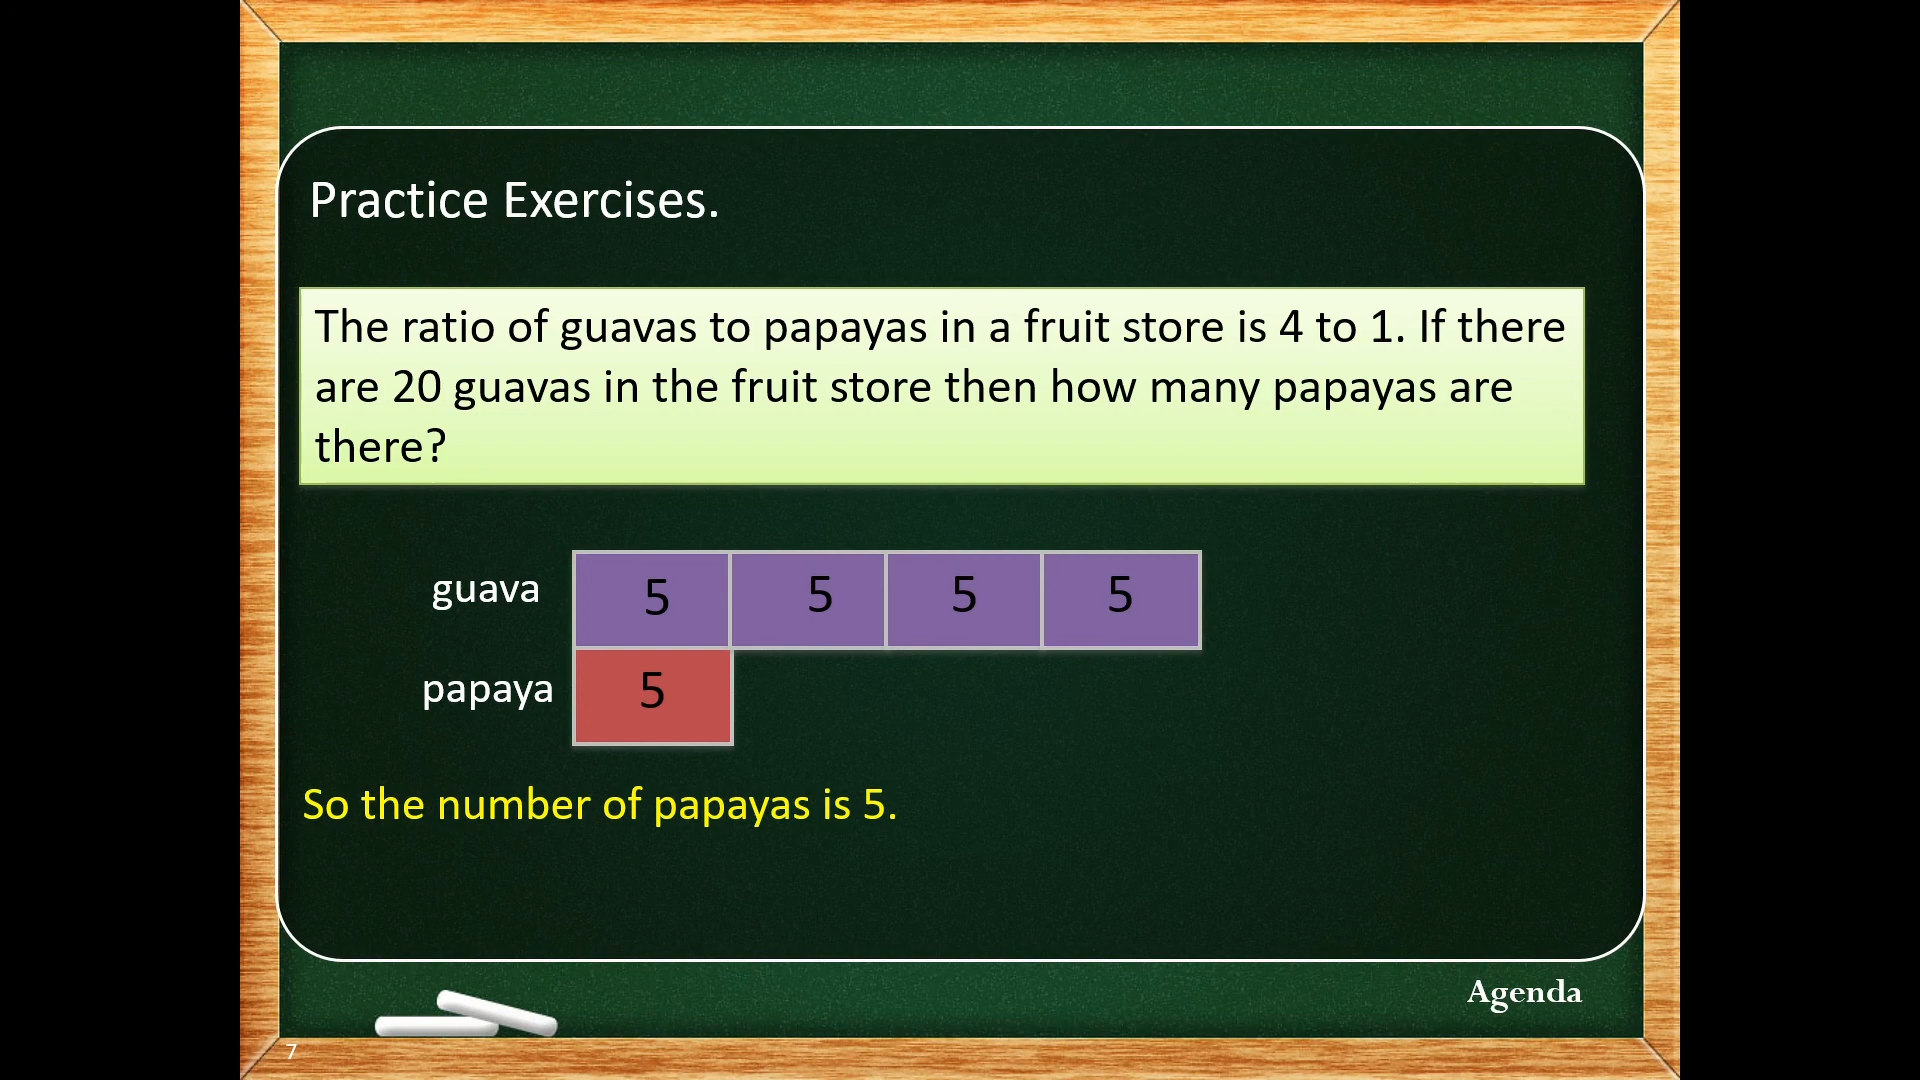 Practice Exercises.
The ratio of guavas to papayas in a fruit store is 4 to 1. If there
are 20 guavas in the fruit store then how many papayas are
there?
guava 5 5 5 5
papaya 5
So the number of papayas is 5.
Agenda
7